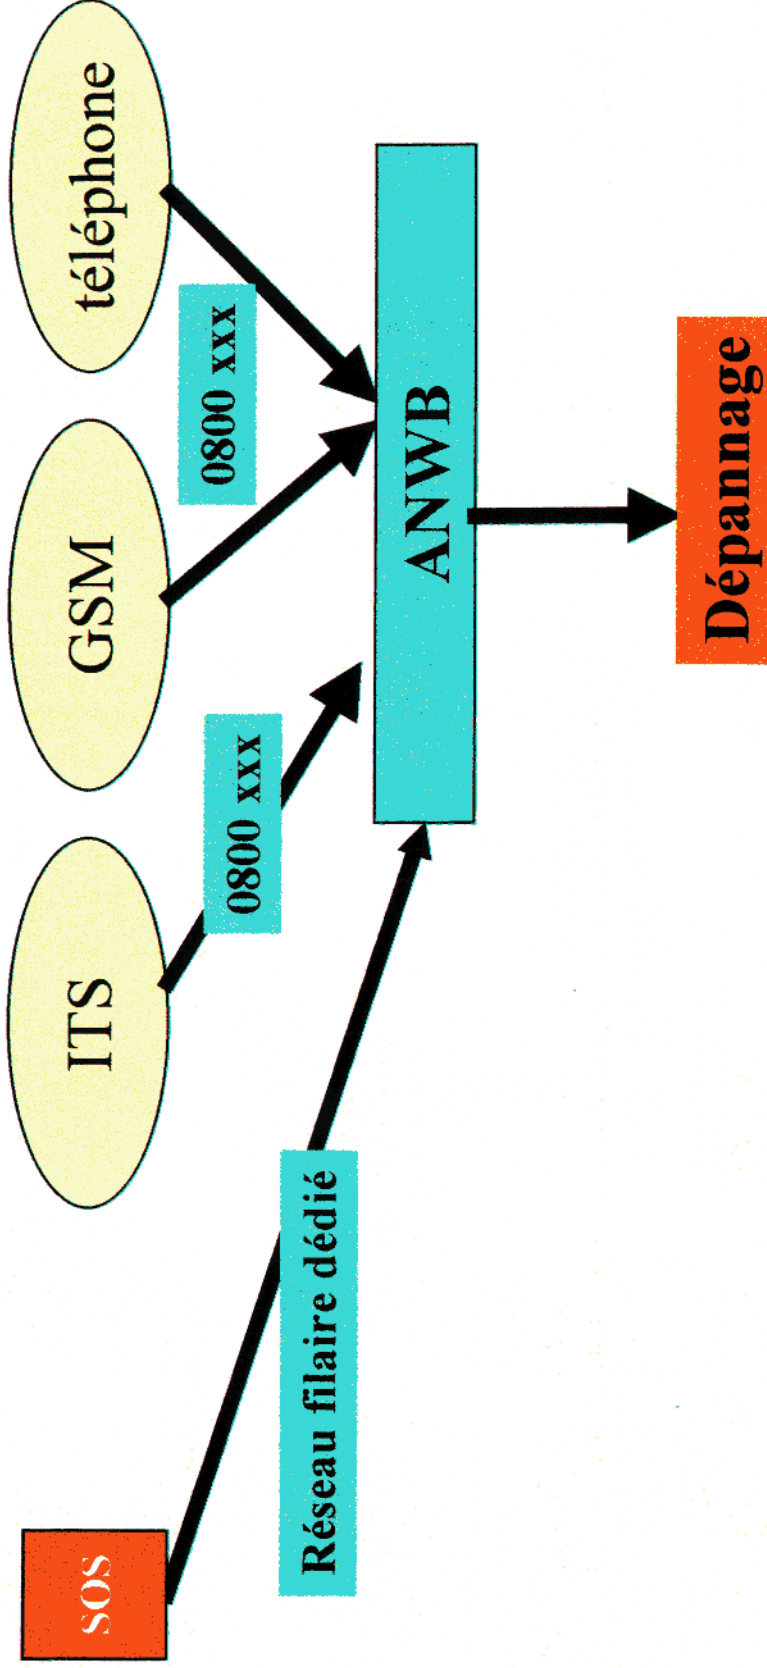 SOS
ITS
GSM
téléphone
0800 xxx
0800 xxx
Réseau filaire dédié
ANWB
Dépannage